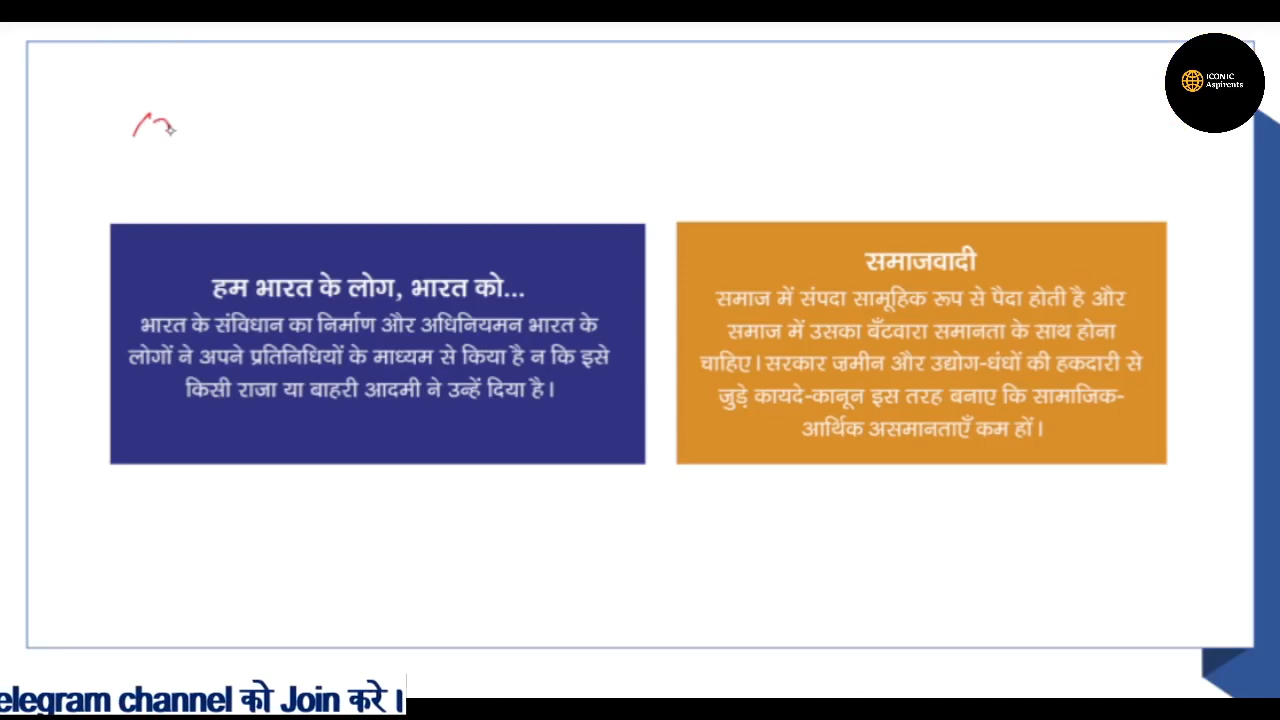 ICONIC
Aspirents
हम भारत के लोग, भारत को...
भारत के संविधान का निर्माण और अधिनियमन भारत के
लोगों ने अपने प्रतिनिधियों के माध्यम से किया है न कि इसे
किसी राजा या बाहरी आदमी ने उन्हें दिया है।
समाजवादी
समाज में संपदा सामूहिक रूप से पैदा होती है और
समाज में उसका बँटवारा समानता के साथ होना
चाहिए। सरकार ज़मीन और उद्योग-धंधों की हकदारी से
जुड़े कायदे-कानून इस तरह बनाए कि सामाजिक-
आर्थिक असमानताएँ कम हों।
elegram channel को Join करे।